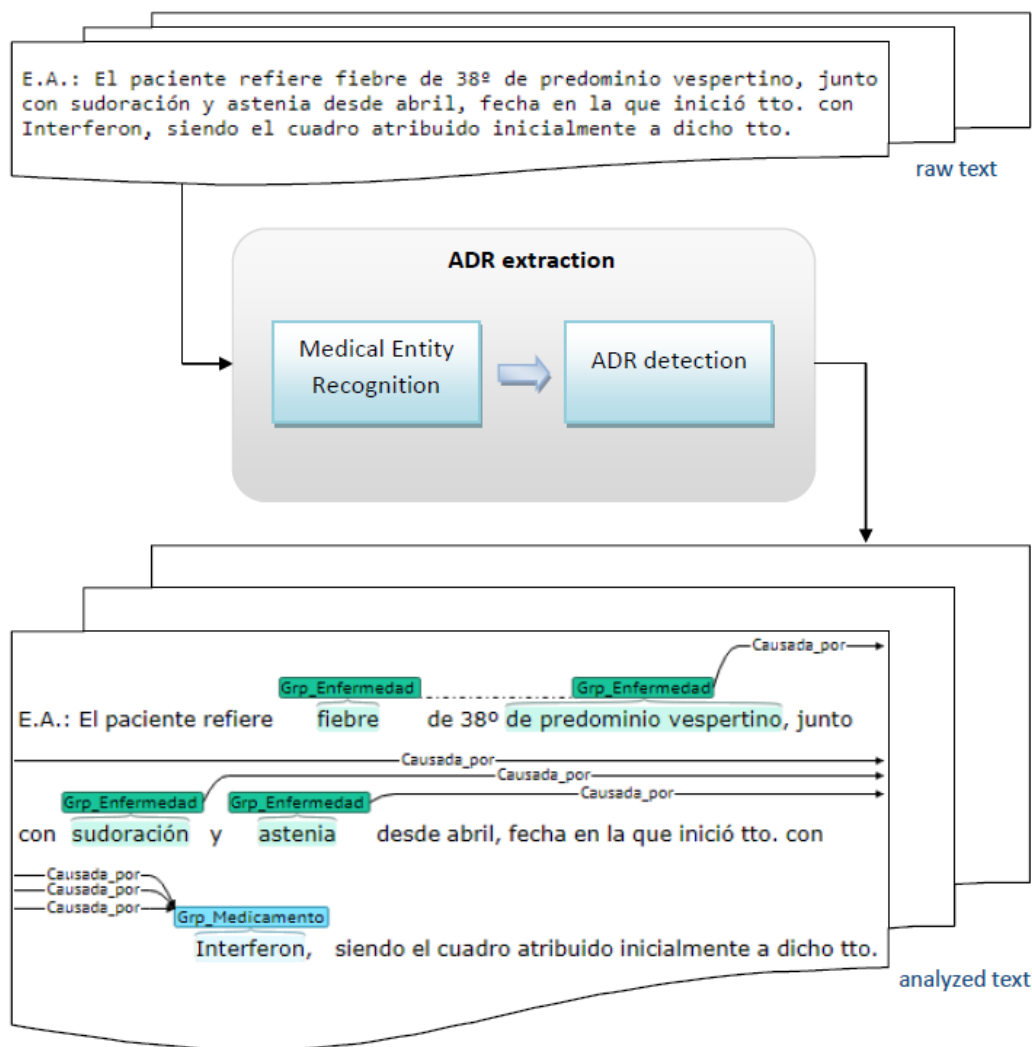 E.A.: El paciente refiere fiebre de 38º de predominio vespertino, junto
con sudoración y astenia desde abril, fecha en la que inició tto. con
Interferon, siendo el cuadro atribuido inicialmente a dicho tto.
raw text
ADR extraction
Medical Entity
Recognition
ADR detection
Causada_por
Grp_Enfermedad Grp_Enfermedad
E.A.: El paciente refiere fiebre de 38º de predominio vespertino, junto
Causada_por
Causada_por
Causada_por
Grp_Enfermedad Grp_Enfermedad
con sudoración y astenia desde abril, fecha en la que inició tto. con
Causada_por
Causada_por
Causada_por
Grp_Medicamento
Interferon, siendo el cuadro atribuido inicialmente a dicho tto.
analyzed text